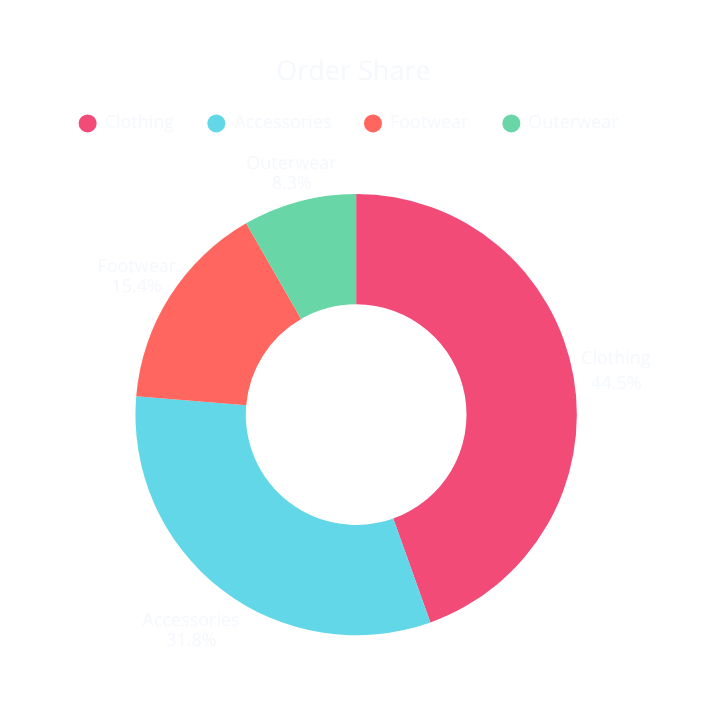 Order Share
Clothing
Accessories
Footwear
Outerwear
Outerwear
8.3%
Footwear
15.4%
Clothing
44.5%
Accessories
31.8%